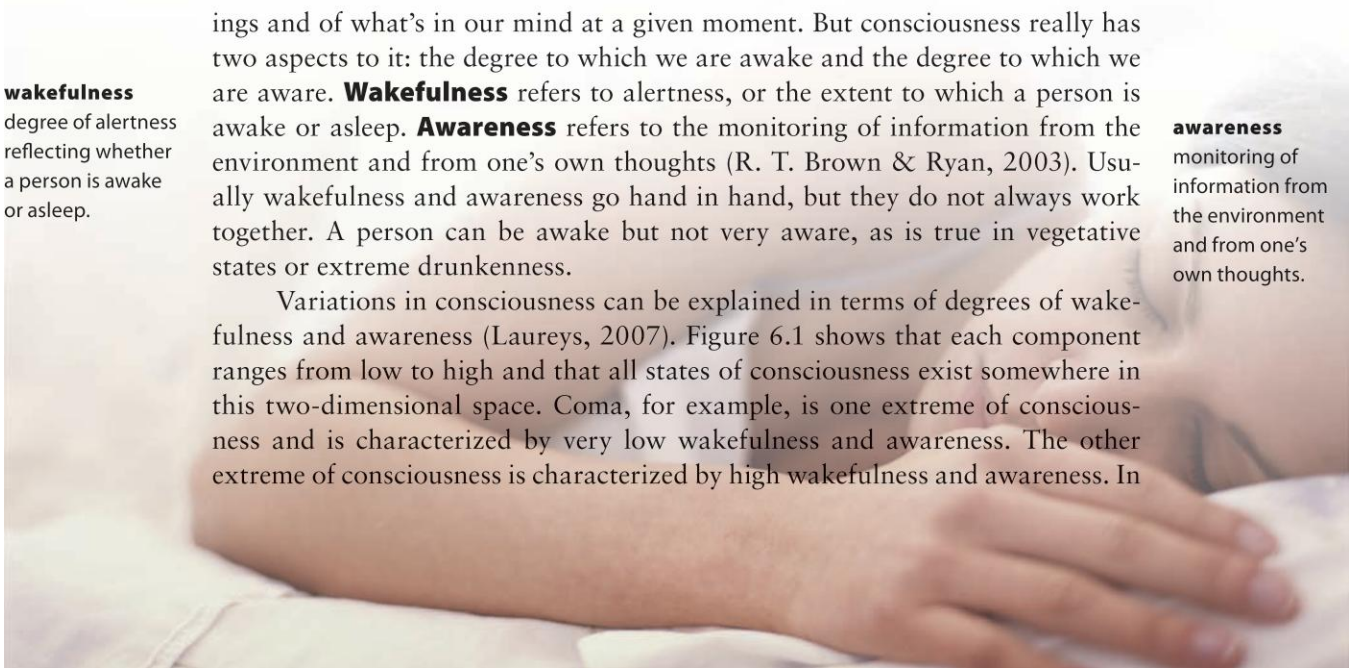 ings and of what's in our mind at a given moment. But consciousness really has
two aspects to it: the degree to which we are awake and the degree to which we
are aware. Wakefulness refers to alertness, or the extent to which a person is
awake or asleep. Awareness refers to the monitoring of information from the
environment and from one's own thoughts (R. T. Brown & Ryan, 2003). Usu-
ally wakefulness and awareness go hand in hand, but they do not always work
together. A person can be awake but not very aware, as is true in vegetative
states or extreme drunkenness.
Variations in consciousness can be explained in terms of degrees of wake-
fulness and awareness (Laureys, 2007). Figure 6.1 shows that each component
ranges from low to high and that all states of consciousness exist somewhere in
this two-dimensional space. Coma, for example, is one extreme of conscious-
ness and is characterized by very low wakefulness and awareness. The other
extreme of consciousness is characterized by high wakefulness and awareness. In
wakefulness
degree of alertness
reflecting whether
a person is awake
or asleep.
awareness
monitoring of
information from
the environment
and from one's
own thoughts.